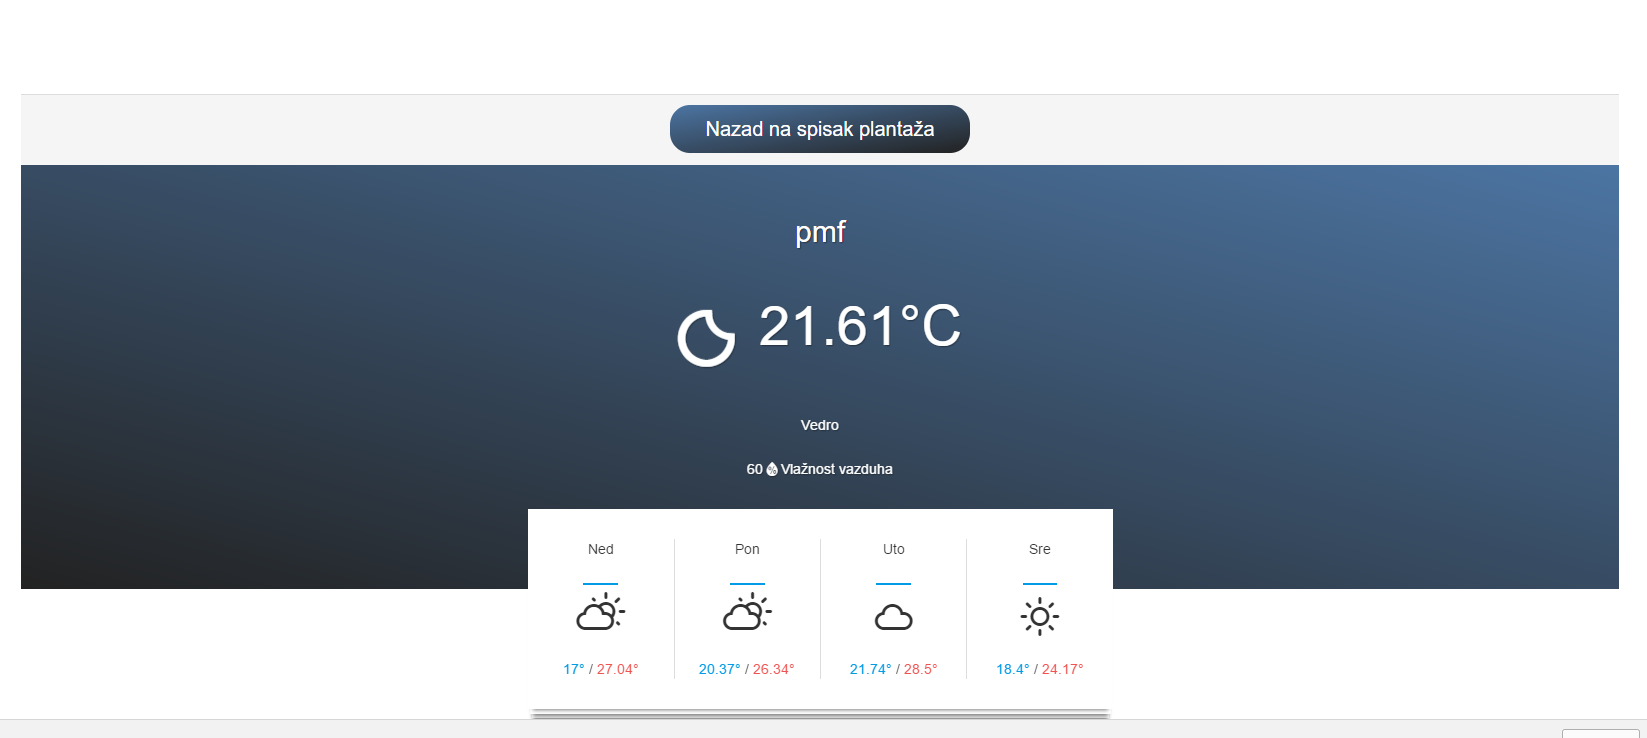 Nazad na spisak plantaža
pmf
21.61°C
Vedro
60 % Vlažnost vazduha
Ned Pon Uto Sre
17° / 27.04° 20.37° / 26.34° 21.74° / 28.5° 18.4° / 24.17°